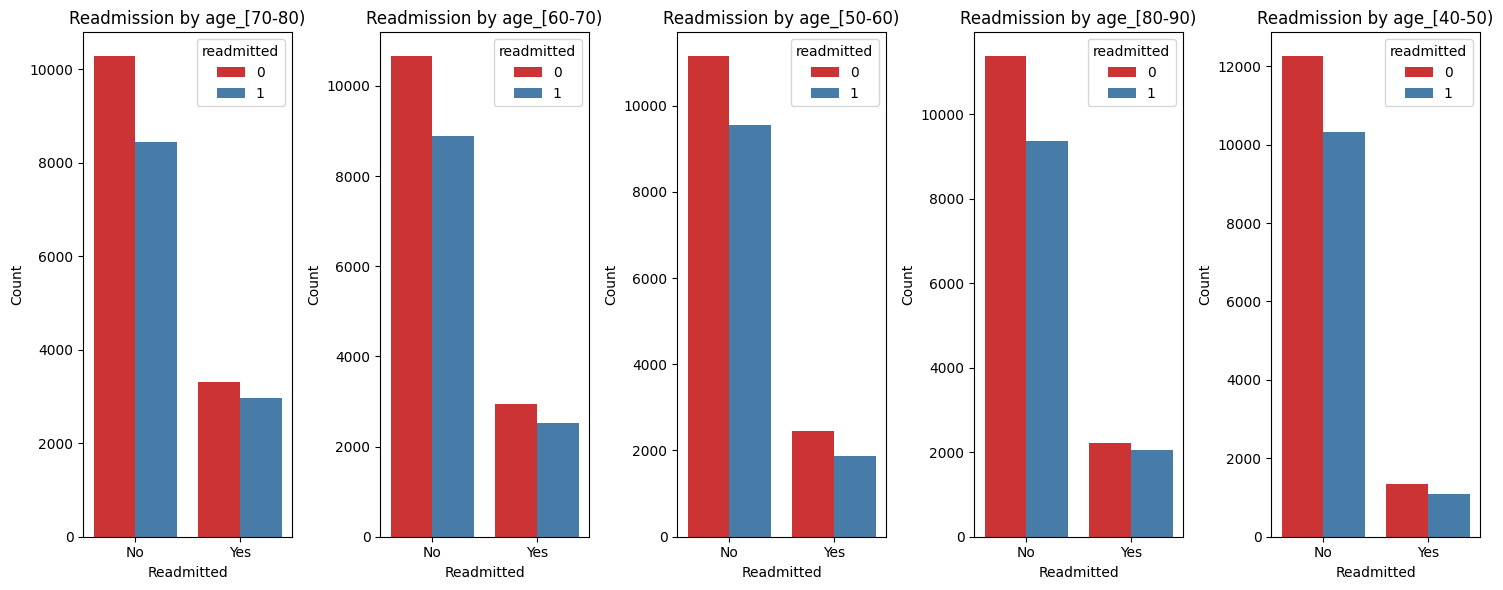 Readmission by age_[70-80)
readmitted
0
1
10000
8000
6000
4000
2000
0
Count
No
Yes
Readmitted
Readmission by age_[60-70)
readmitted
0
1
10000
8000
6000
4000
2000
0
Count
No
Yes
Readmitted
Readmission by age_[50-60)
readmitted
0
1
10000
8000
6000
4000
2000
0
Count
No
Yes
Readmitted
Readmission by age_[80-90)
readmitted
0
1
10000
8000
6000
4000
2000
0
Count
No
Yes
Readmitted
Readmission by age_[40-50)
readmitted
0
1
12000
10000
8000
6000
4000
2000
0
Count
No
Yes
Readmitted